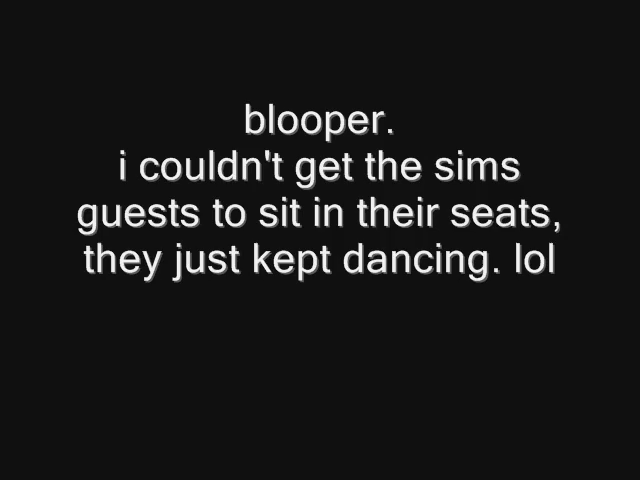 blooper.
i couldn't get the sims
guests to sit in their seats,
they just kept dancing. lol